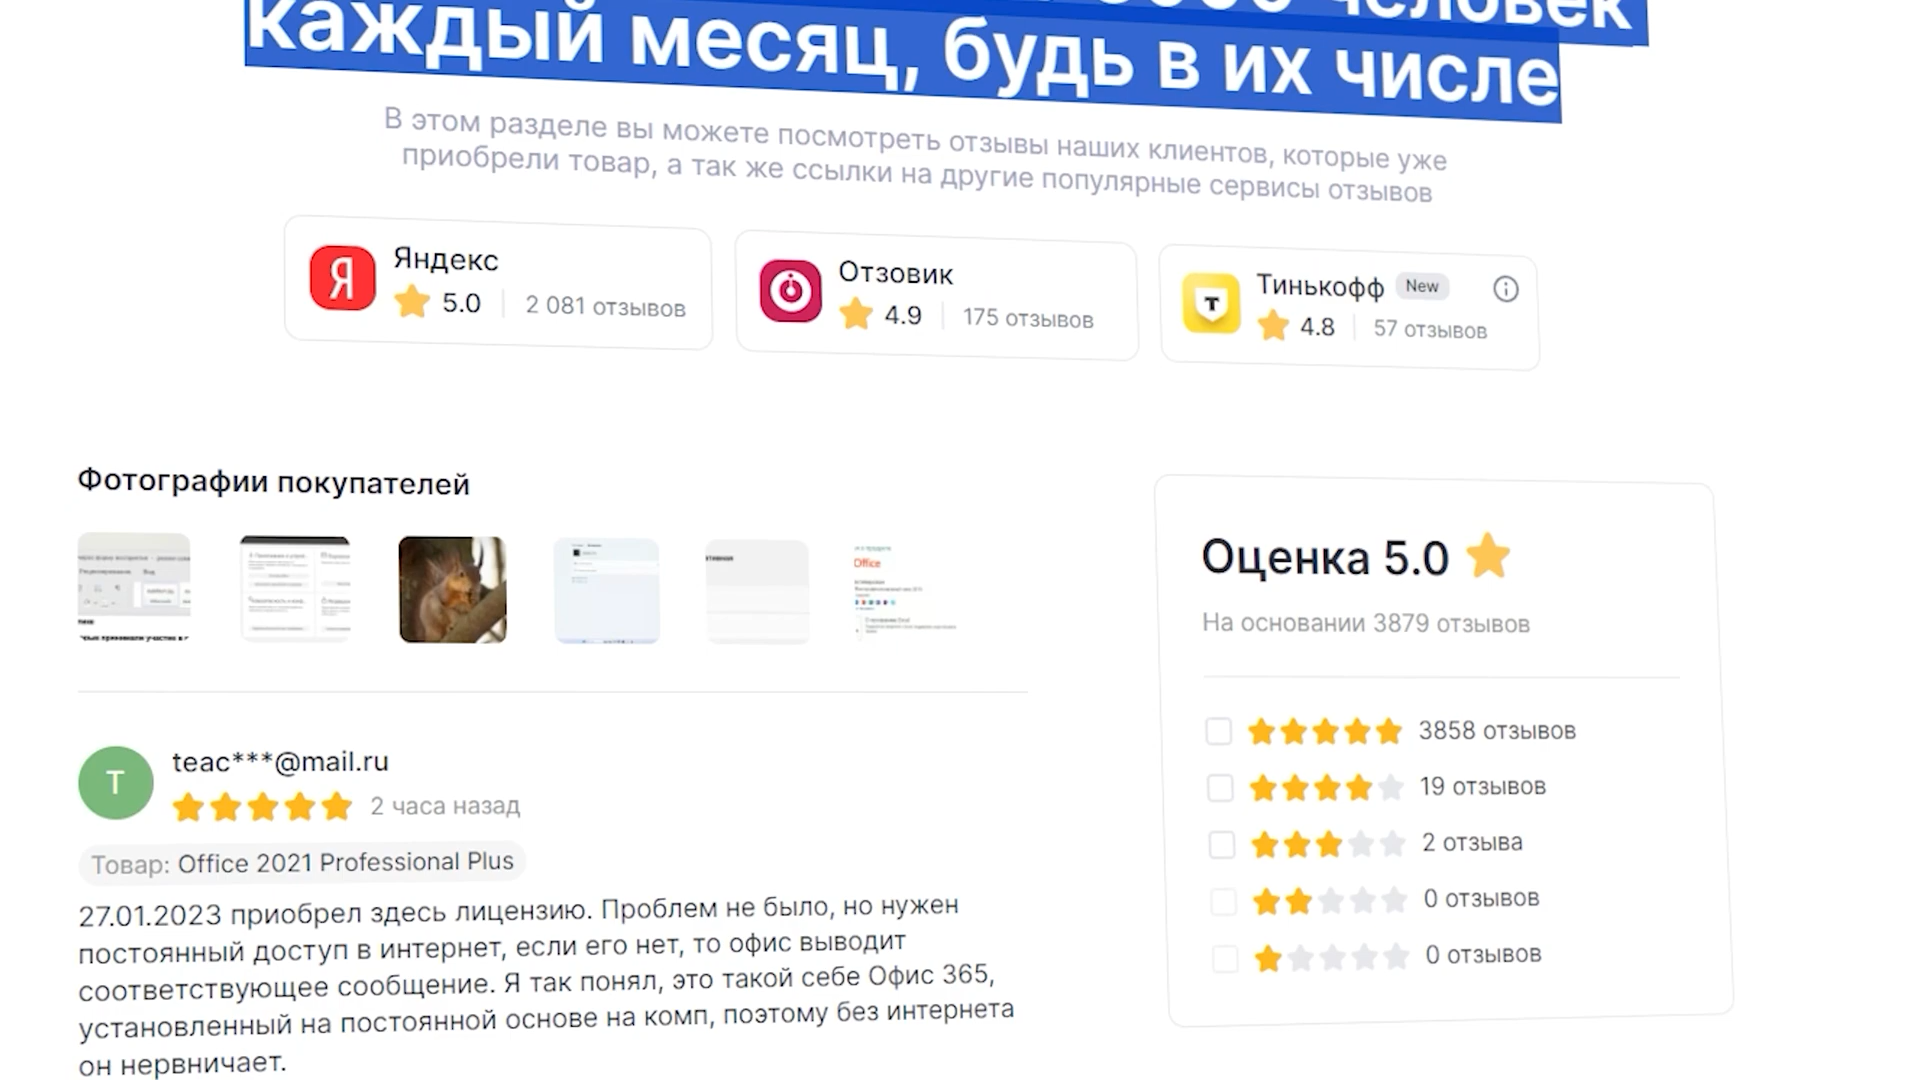 человек
каждый месяц, будь в их числе
В этом разделе вы можете посмотреть отзывы наших клиентов, которые уже
приобрели товар, а так же ссылки на другие популярные сервисы отзывов
Я
Яндекс
5.0
2 081 отзывов
Отзовик
4.9
175 отзывов
Т
Тинькофф
New
4.8
57 отзывов
Фотографии покупателей
Office
Оценка 5.0
На основании 3879 отзывов
3858 отзывов
19 отзывов
2 отзыва
0 отзывов
0 отзывов
T
teac***@mail.ru
2 часа назад
Товар: Office 2021 Professional Plus
27.01.2023 приобрел здесь лицензию. Проблем не было, но нужен
постоянный доступ в интернет, если его нет, то офис выводит
соответствующее сообщение. Я так понял, это такой себе Офис 365,
установленный на постоянной основе на комп, поэтому без интернета
он нервничает.